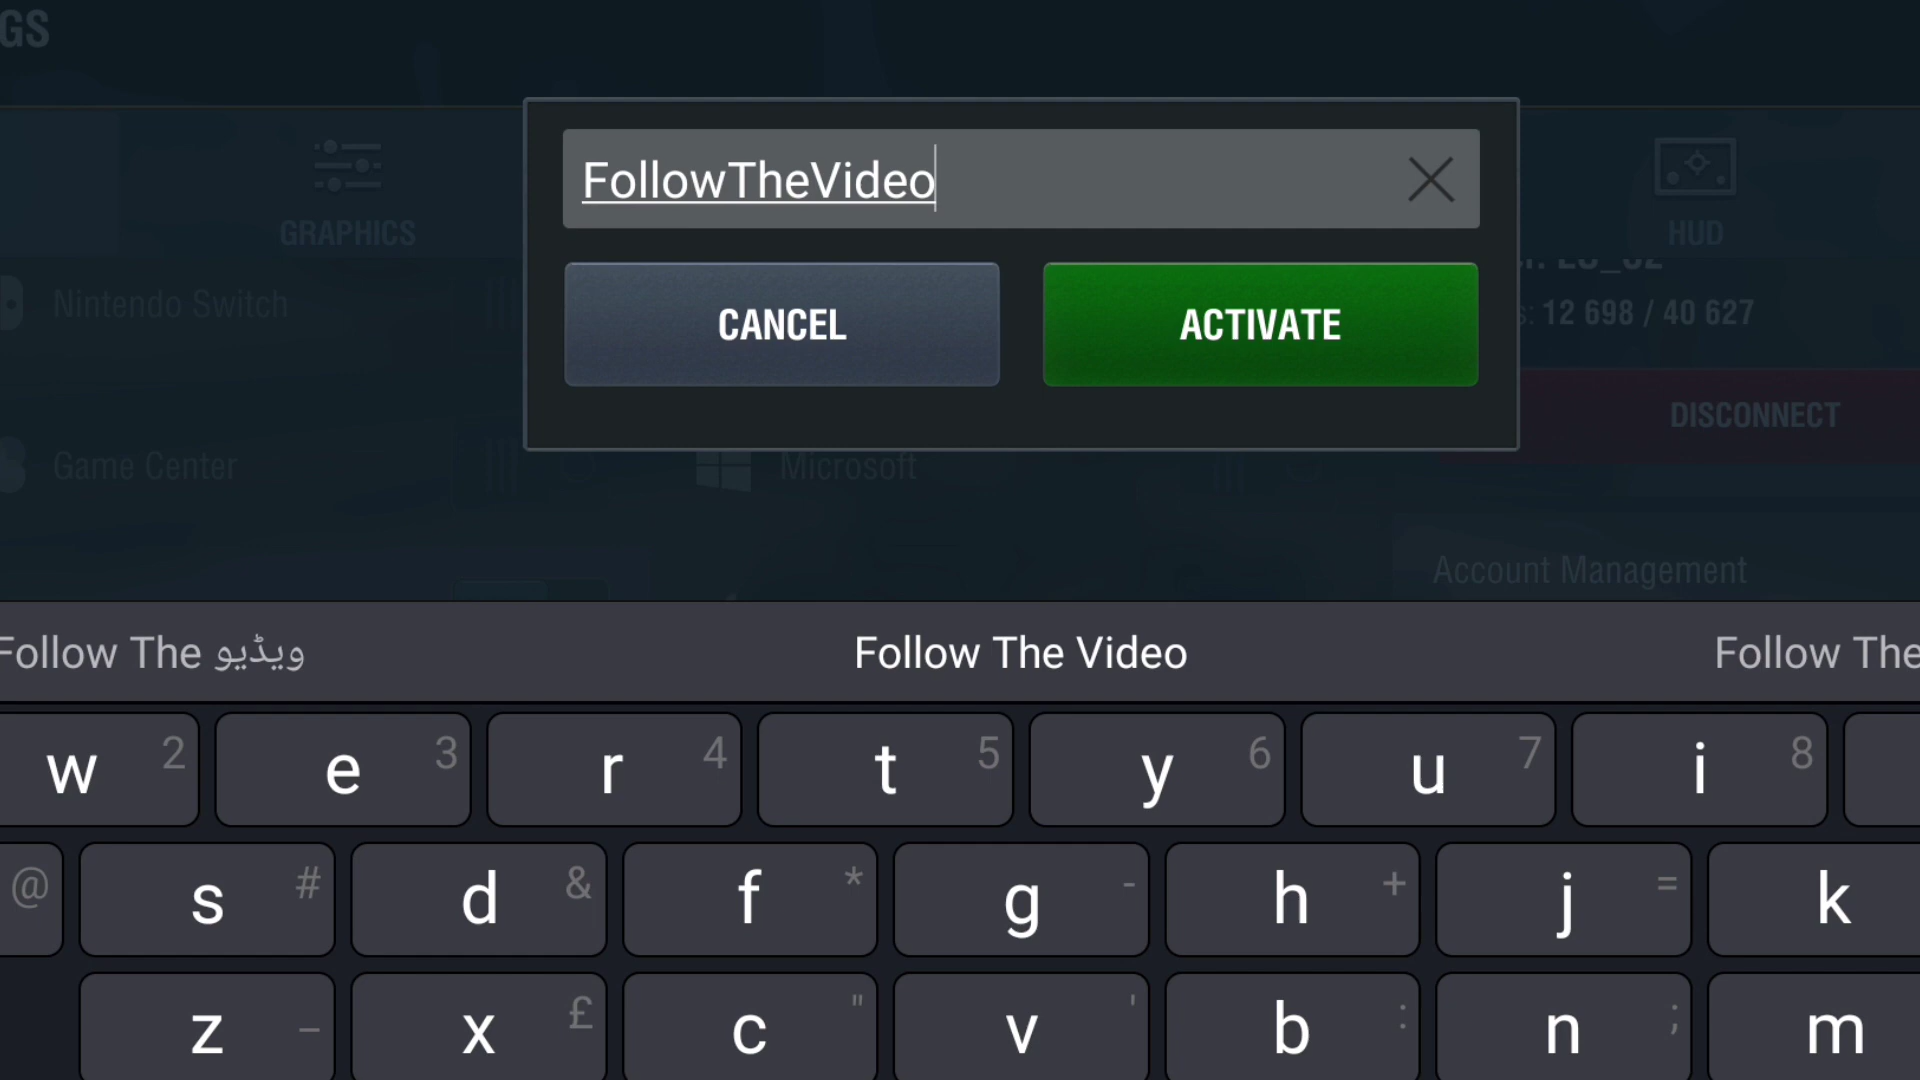 GS
FollowTheVideo
GRAPHICS
HUD
CANCEL
ACTIVATE
Nintendo Switch
12 698 / 40 627
DISCONNECT
Game Center
Microsoft
Account Management
Follow The ویڈیو
Follow The Video
Follow The
w 2 e 3 r 4 t 5 y 6 u 7 i 8
@ s # d & f * g - h + j = k
z _ x £ c " v ' b : n ; m